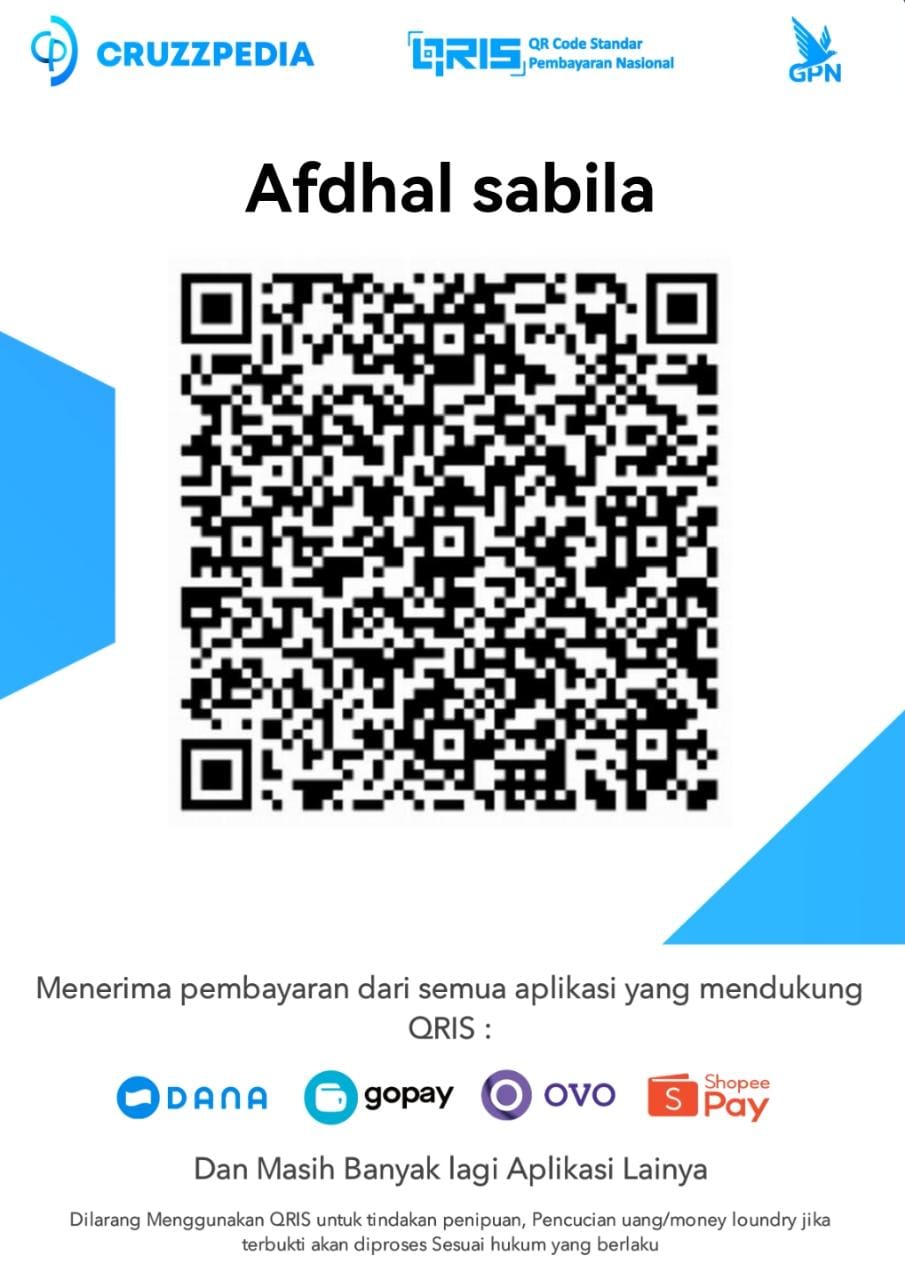 CRUZZPEDIA
QRIS
QR Code Standar
Pembayaran Nasional
GPN
Afdhal sabila
Menerima pembayaran dari semua aplikasi yang mendukung
QRIS :
DANA
gopay
OVO
S
Shopee
Pay
Dan Masih Banyak lagi Aplikasi Lainya
Dilarang Menggunakan QRIS untuk tindakan penipuan, Pencucian uang/money loundry jika
terbukti akan diproses Sesuai hukum yang berlaku